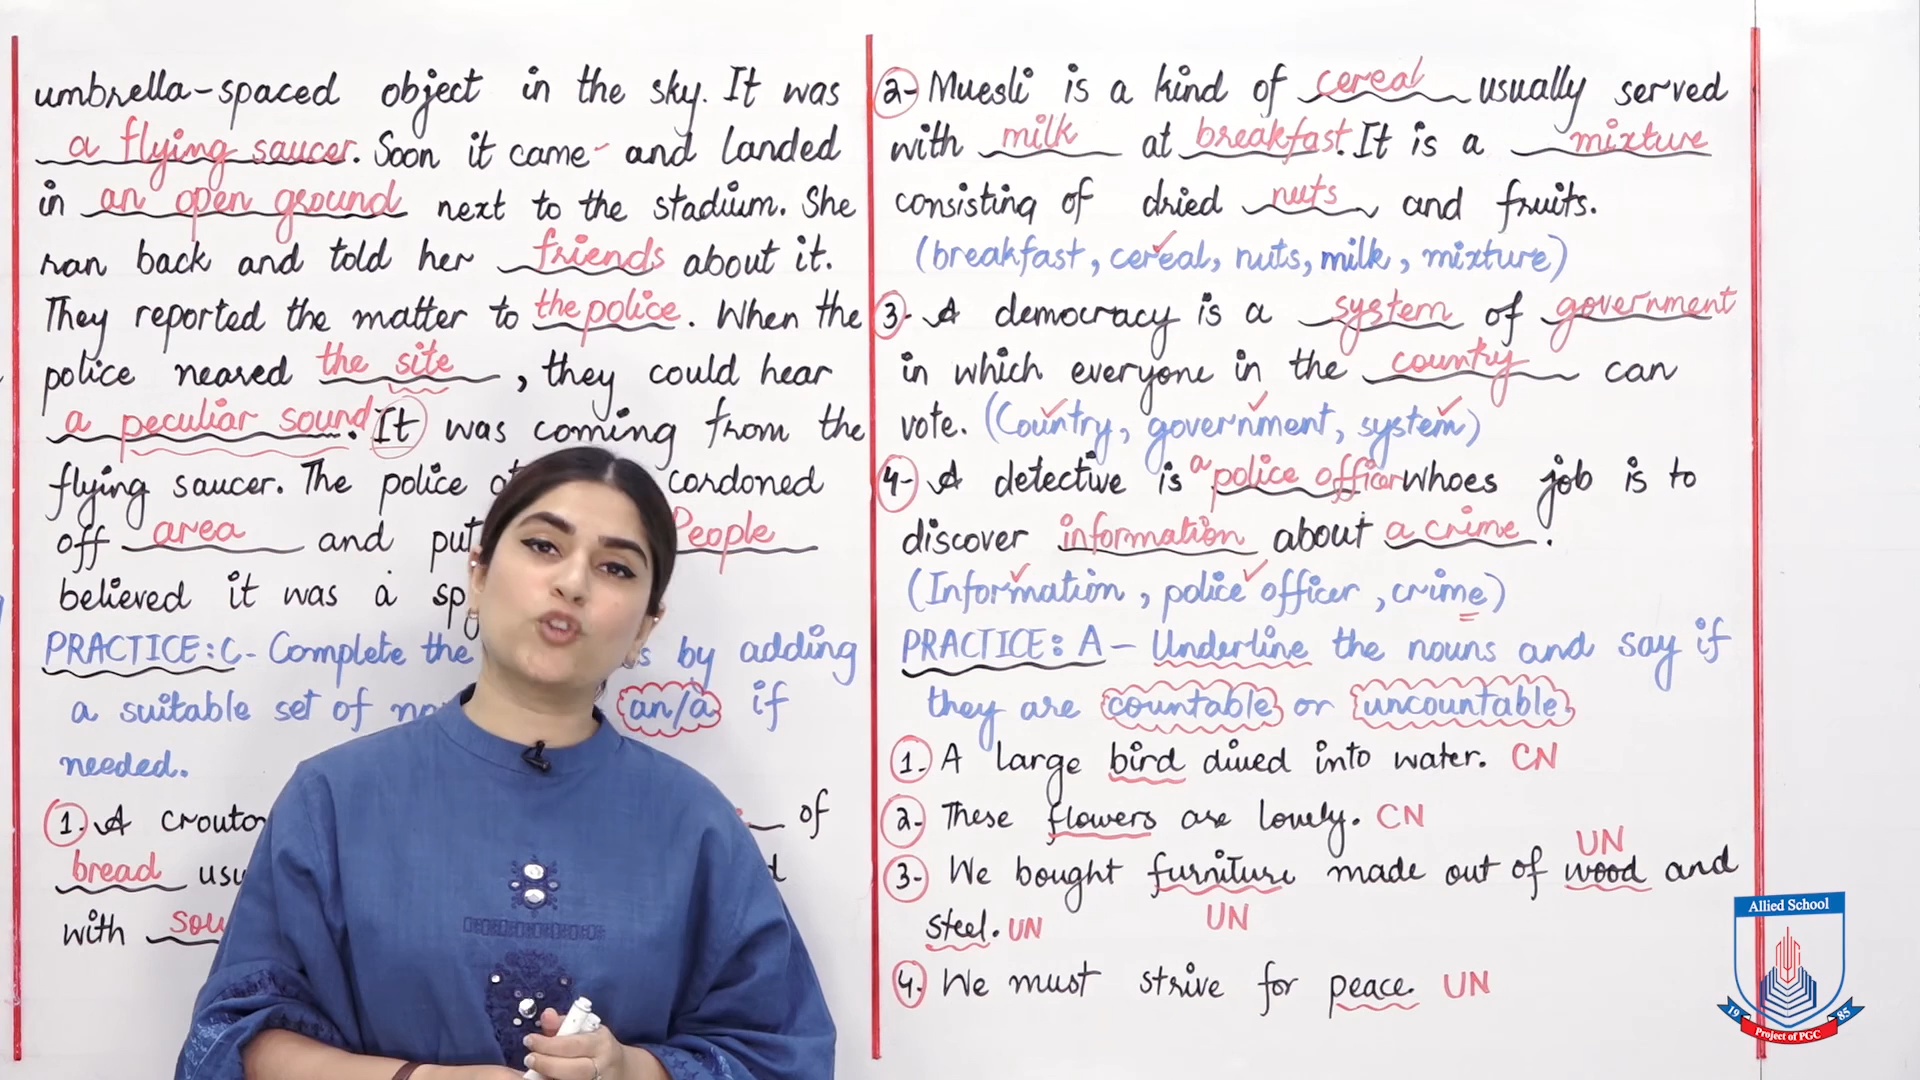 umbrella-spaced object in the sky. It was
a flying saucer. Soon it came and landed
in an open ground next to the stadium. She
ran back and told her friends about it.
They reported the matter to the police. When the
police neared the site, they could hear
a peculiar sound. It was coming from the
flying saucer. The police cordoned
off area and put People
believed it was a
PRACTICE: C- Complete the by adding
a suitable set of an/a if
needed.
1. A of
bread
with
2- Muesli is a kind of cereal usually served
with milk at breakfast. It is a mixture
consisting of dried nuts and fruits.
(breakfast, cereal, nuts, milk, mixture)
3- A democracy is a system of government
in which everyone in the country can
vote. (Country, government, system)
4- A detective is a police officer whoes job is to
discover information about a crime.
(Information, police officer, crime)
PRACTICE: A - Underline the nouns and say if
they are countable or uncountable.
1. A large bird dived into water. CN
2- These flowers are lovely. CN
UN
3- We bought furniture made out of wood and
steel. UN UN
4. We must strive for peace. UN
Allied School
19 85
Project of PGC